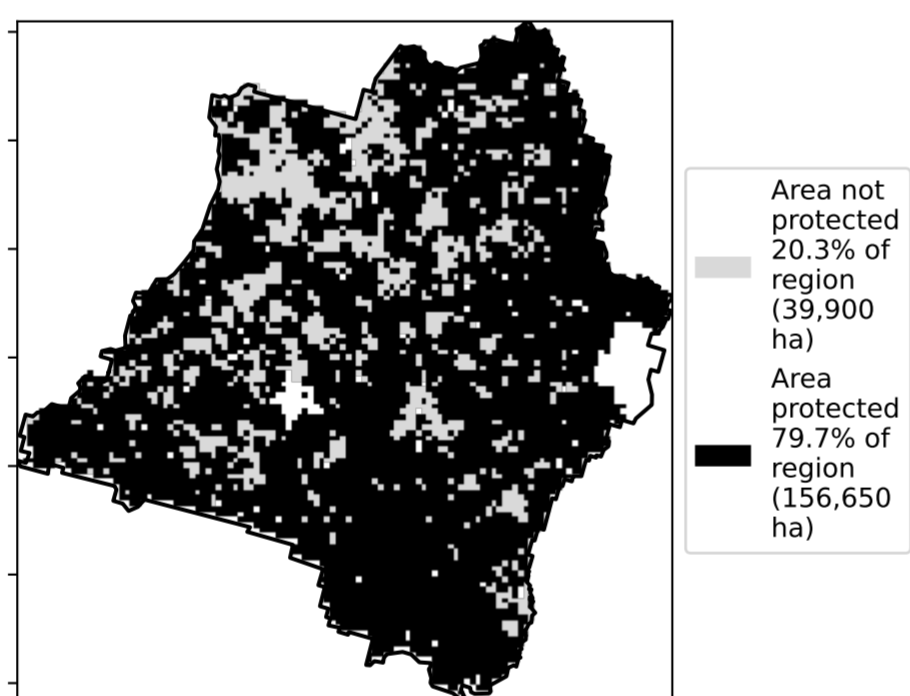 Area not
protected
20.3% of
region
(39,900
ha)
Area
protected
79.7% of
region
(156,650
ha)